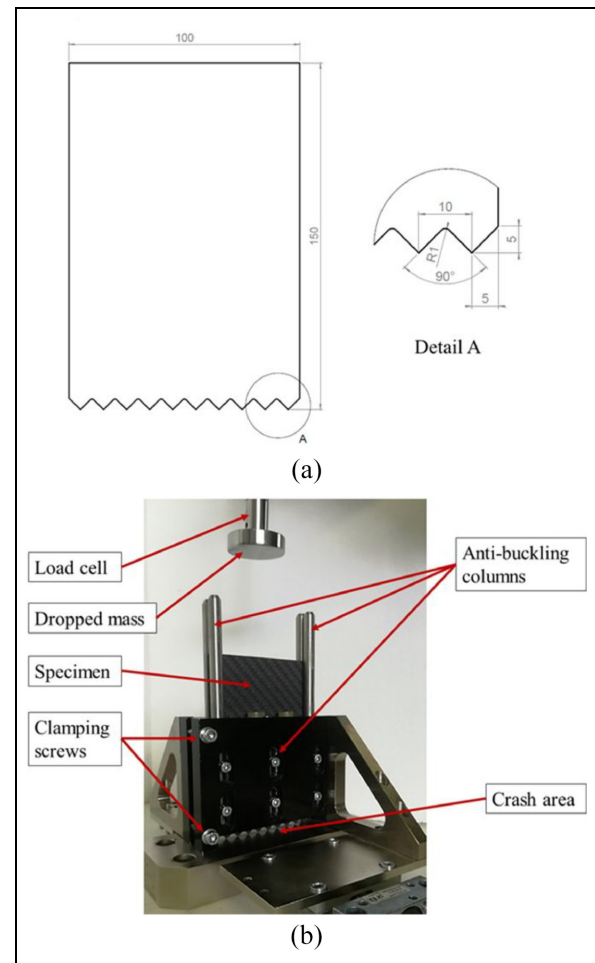 100
150
A
10
R1
90°
5
5
Detail A
(a)
Load cell
Dropped mass
Specimen
Clamping
screws
Anti-buckling
columns
Crash area
(b)